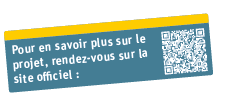 Pour en savoir plus sur le
projet, rendez-vous sur la
site officiel :